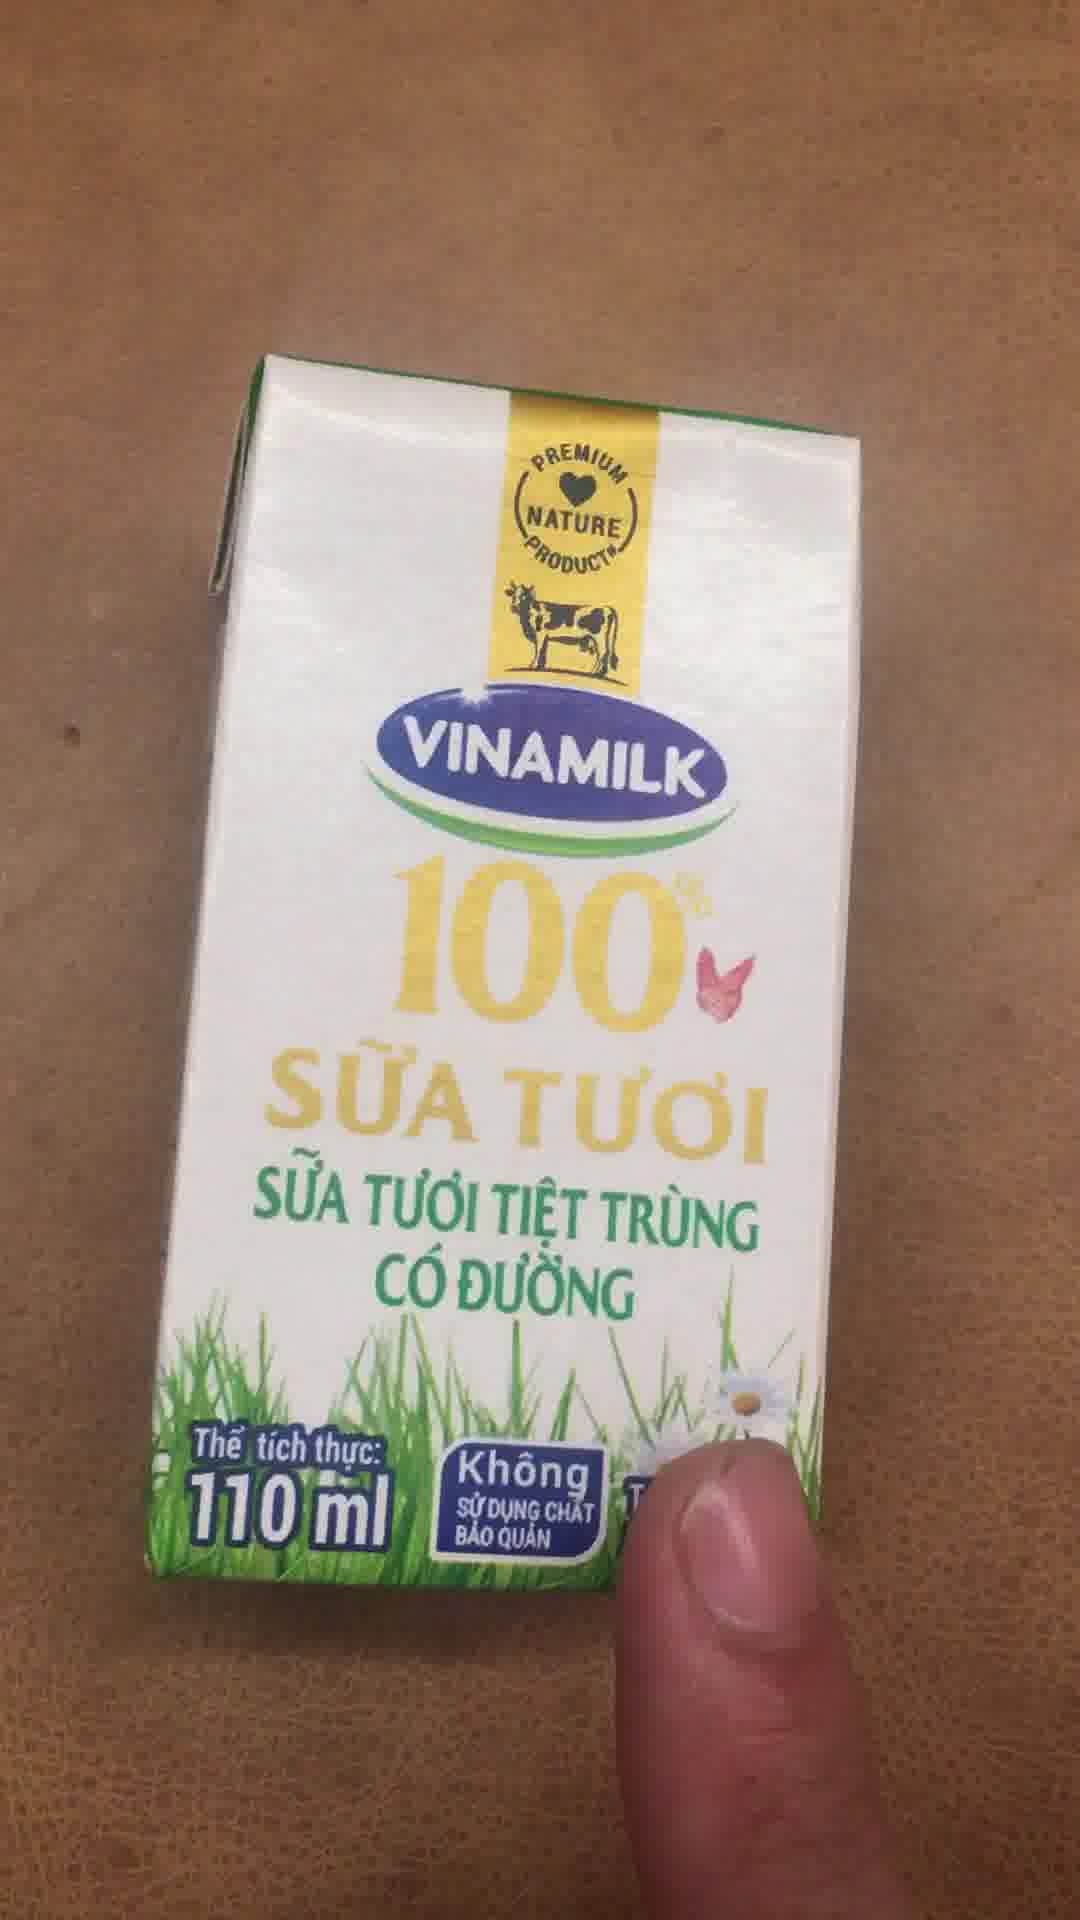 PREMIUM
NATURE
PRODUCT
VINAMILK
100%
SỮA TƯƠI
SỮA TƯƠI TIỆT TRÙNG
CÓ ĐƯỜNG
Thể tích thực:
110 ml
Không
SỬ DỤNG CHẤT
BẢO QUẢN